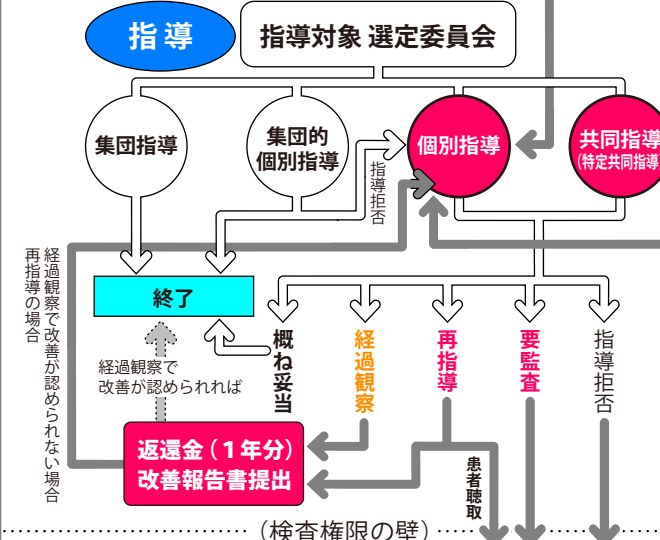 指導
指導対象 選定委員会
集団指導
集団的
個別指導
個別指導
共同指導
(特定共同指導)
指導拒否
経過観察で改善が認められない場合
再指導の場合
終了
経過観察で
改善が認められれば
概ね妥当
経過観察
再指導
要監査
指導拒否
返還金(1年分)
改善報告書提出
患者聴取
(検査権限の壁)